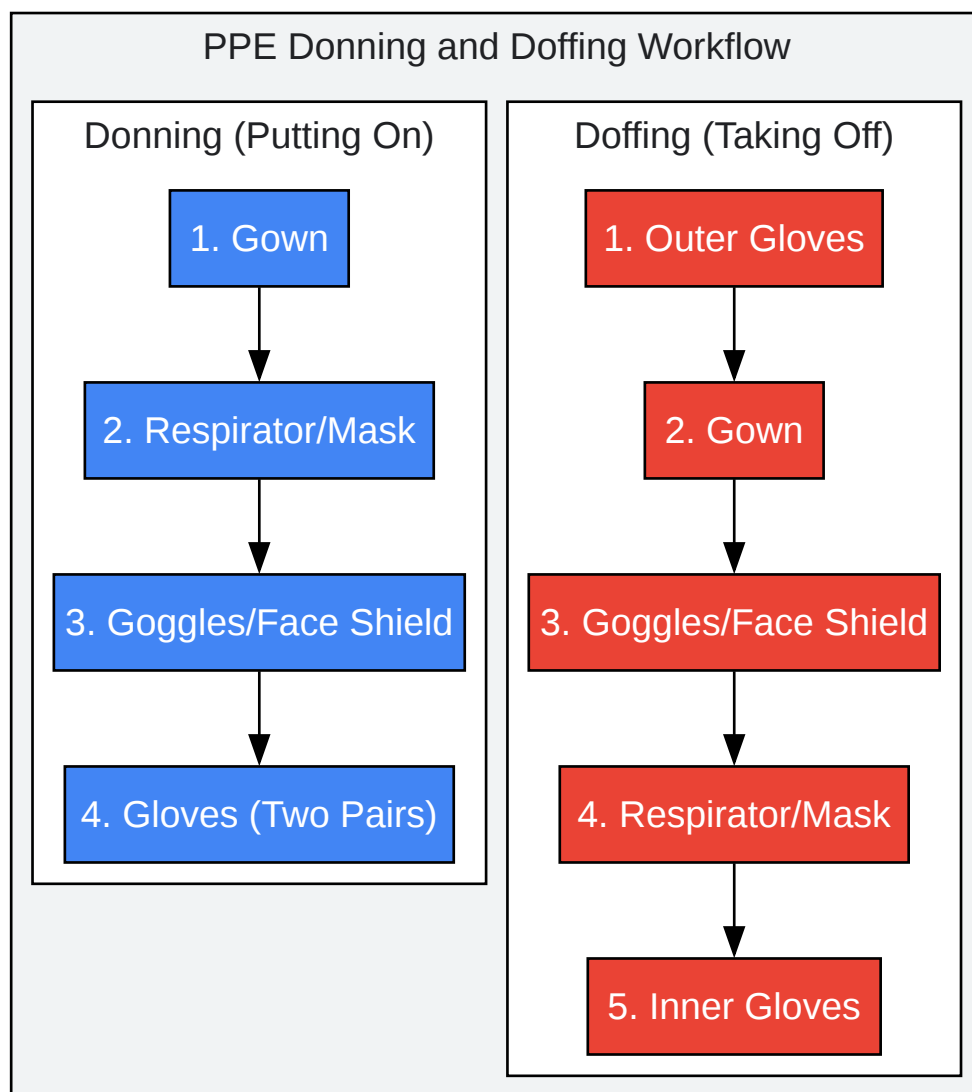 PPE Donning and Doffing Workflow
Donning (Putting On)
1. Gown
2. Respirator/Mask
3. Goggles/Face Shield
4. Gloves (Two Pairs)
Doffing (Taking Off)
1. Outer Gloves
2. Gown
3. Goggles/Face Shield
4. Respirator/Mask
5. Inner Gloves